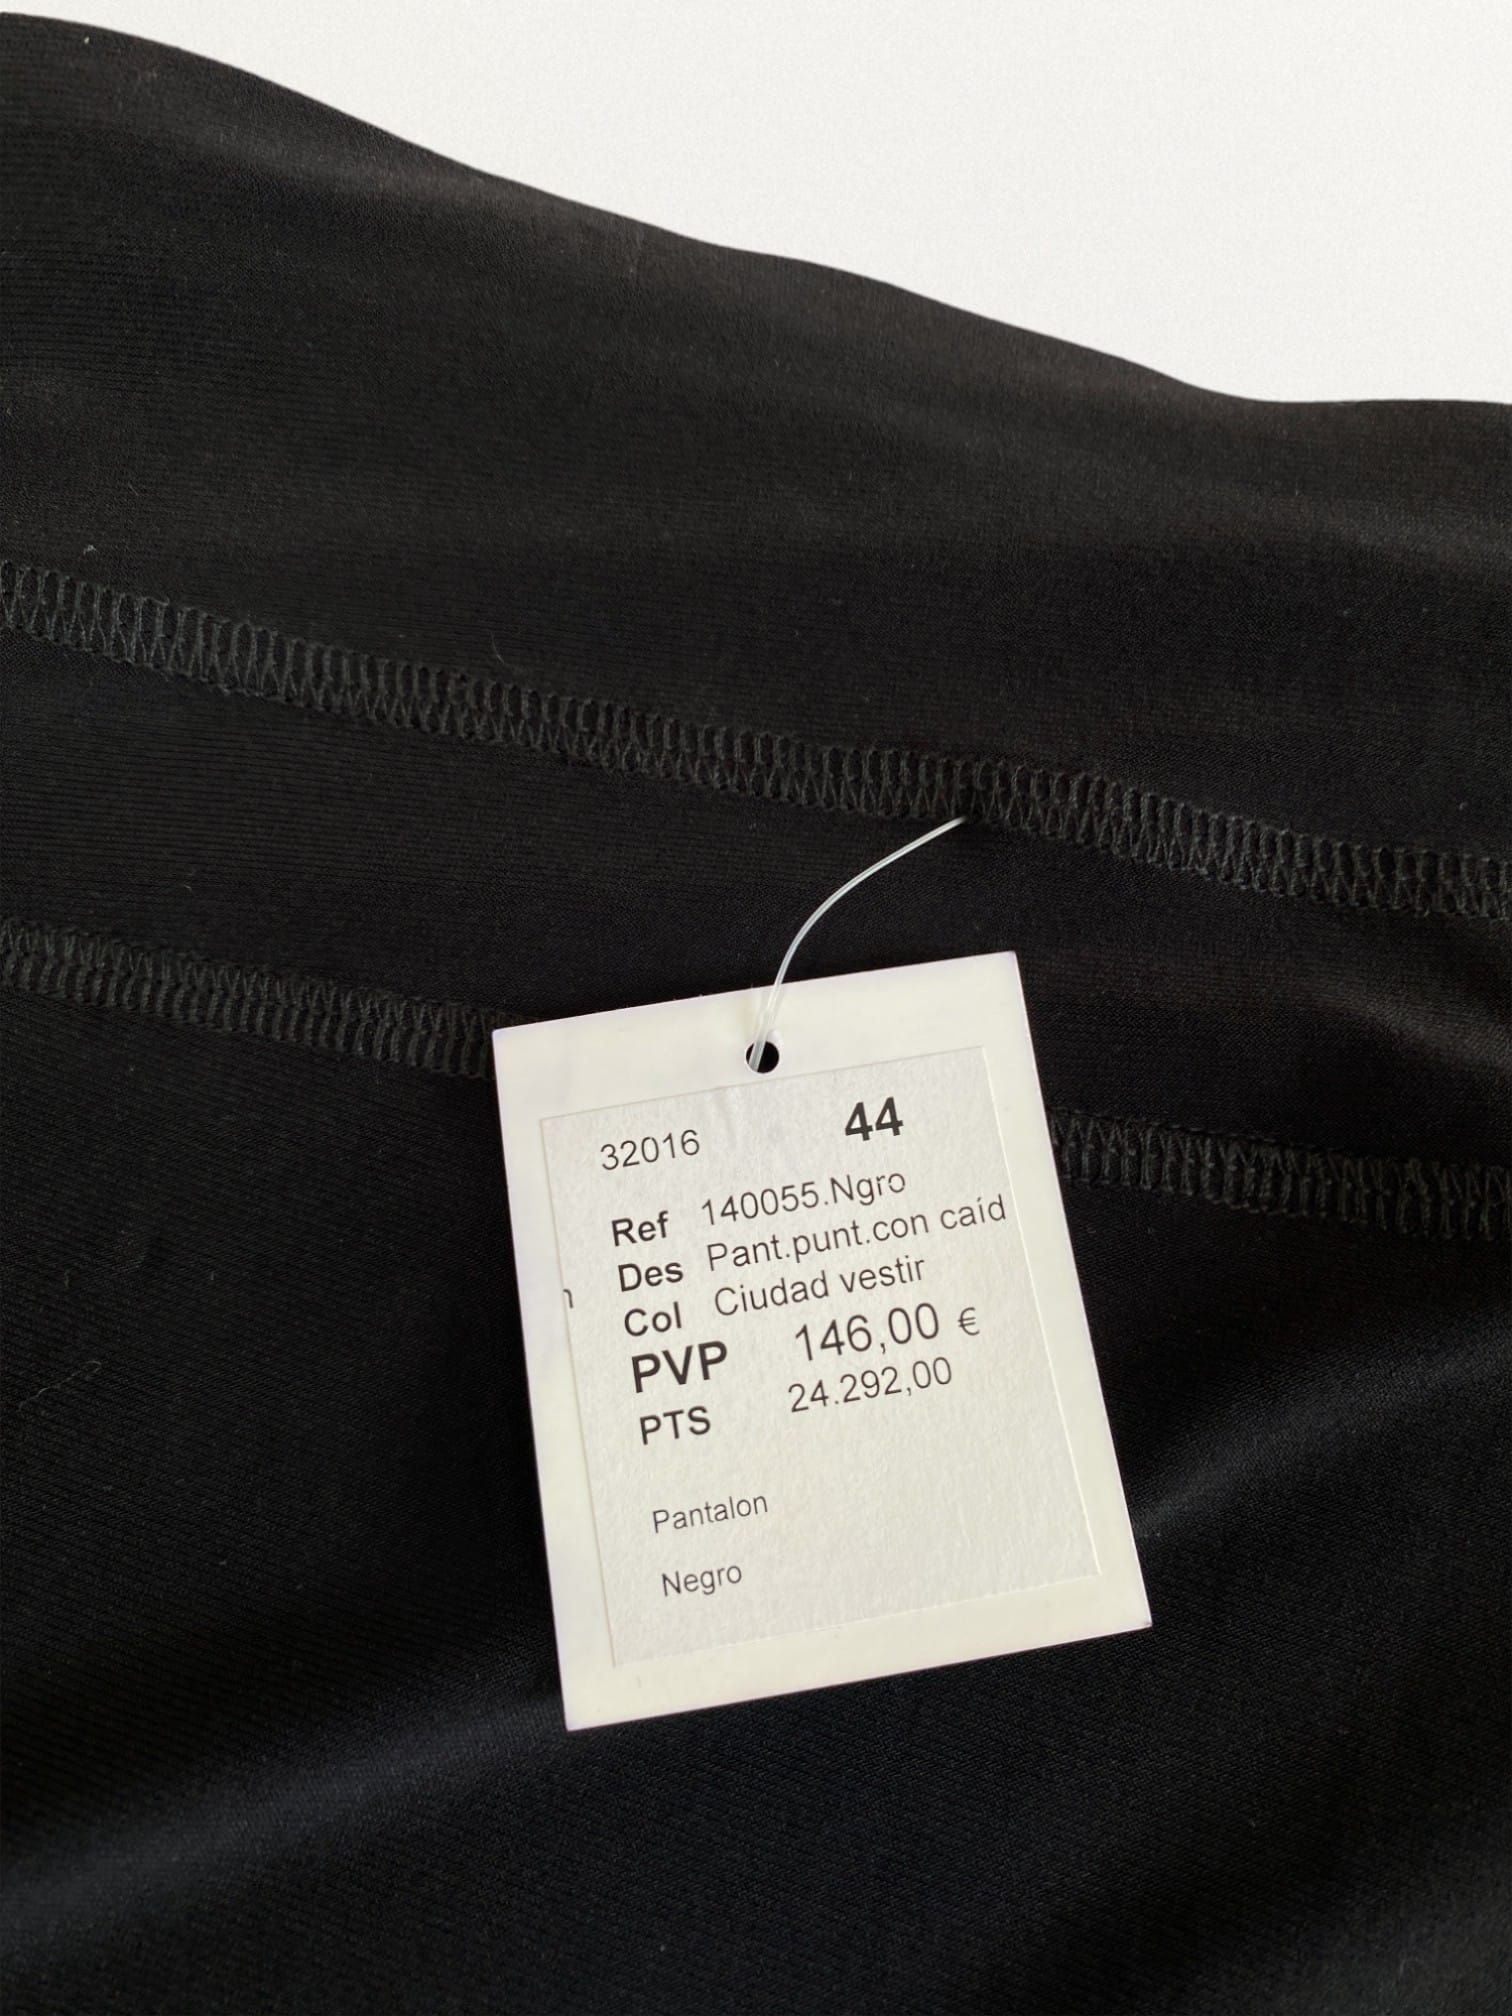 32016 44
Ref 140055.Ngro
Des Pant.punt.con caíd
Col Ciudad vestir
PVP 146,00 €
PTS 24.292,00
Pantalon
Negro